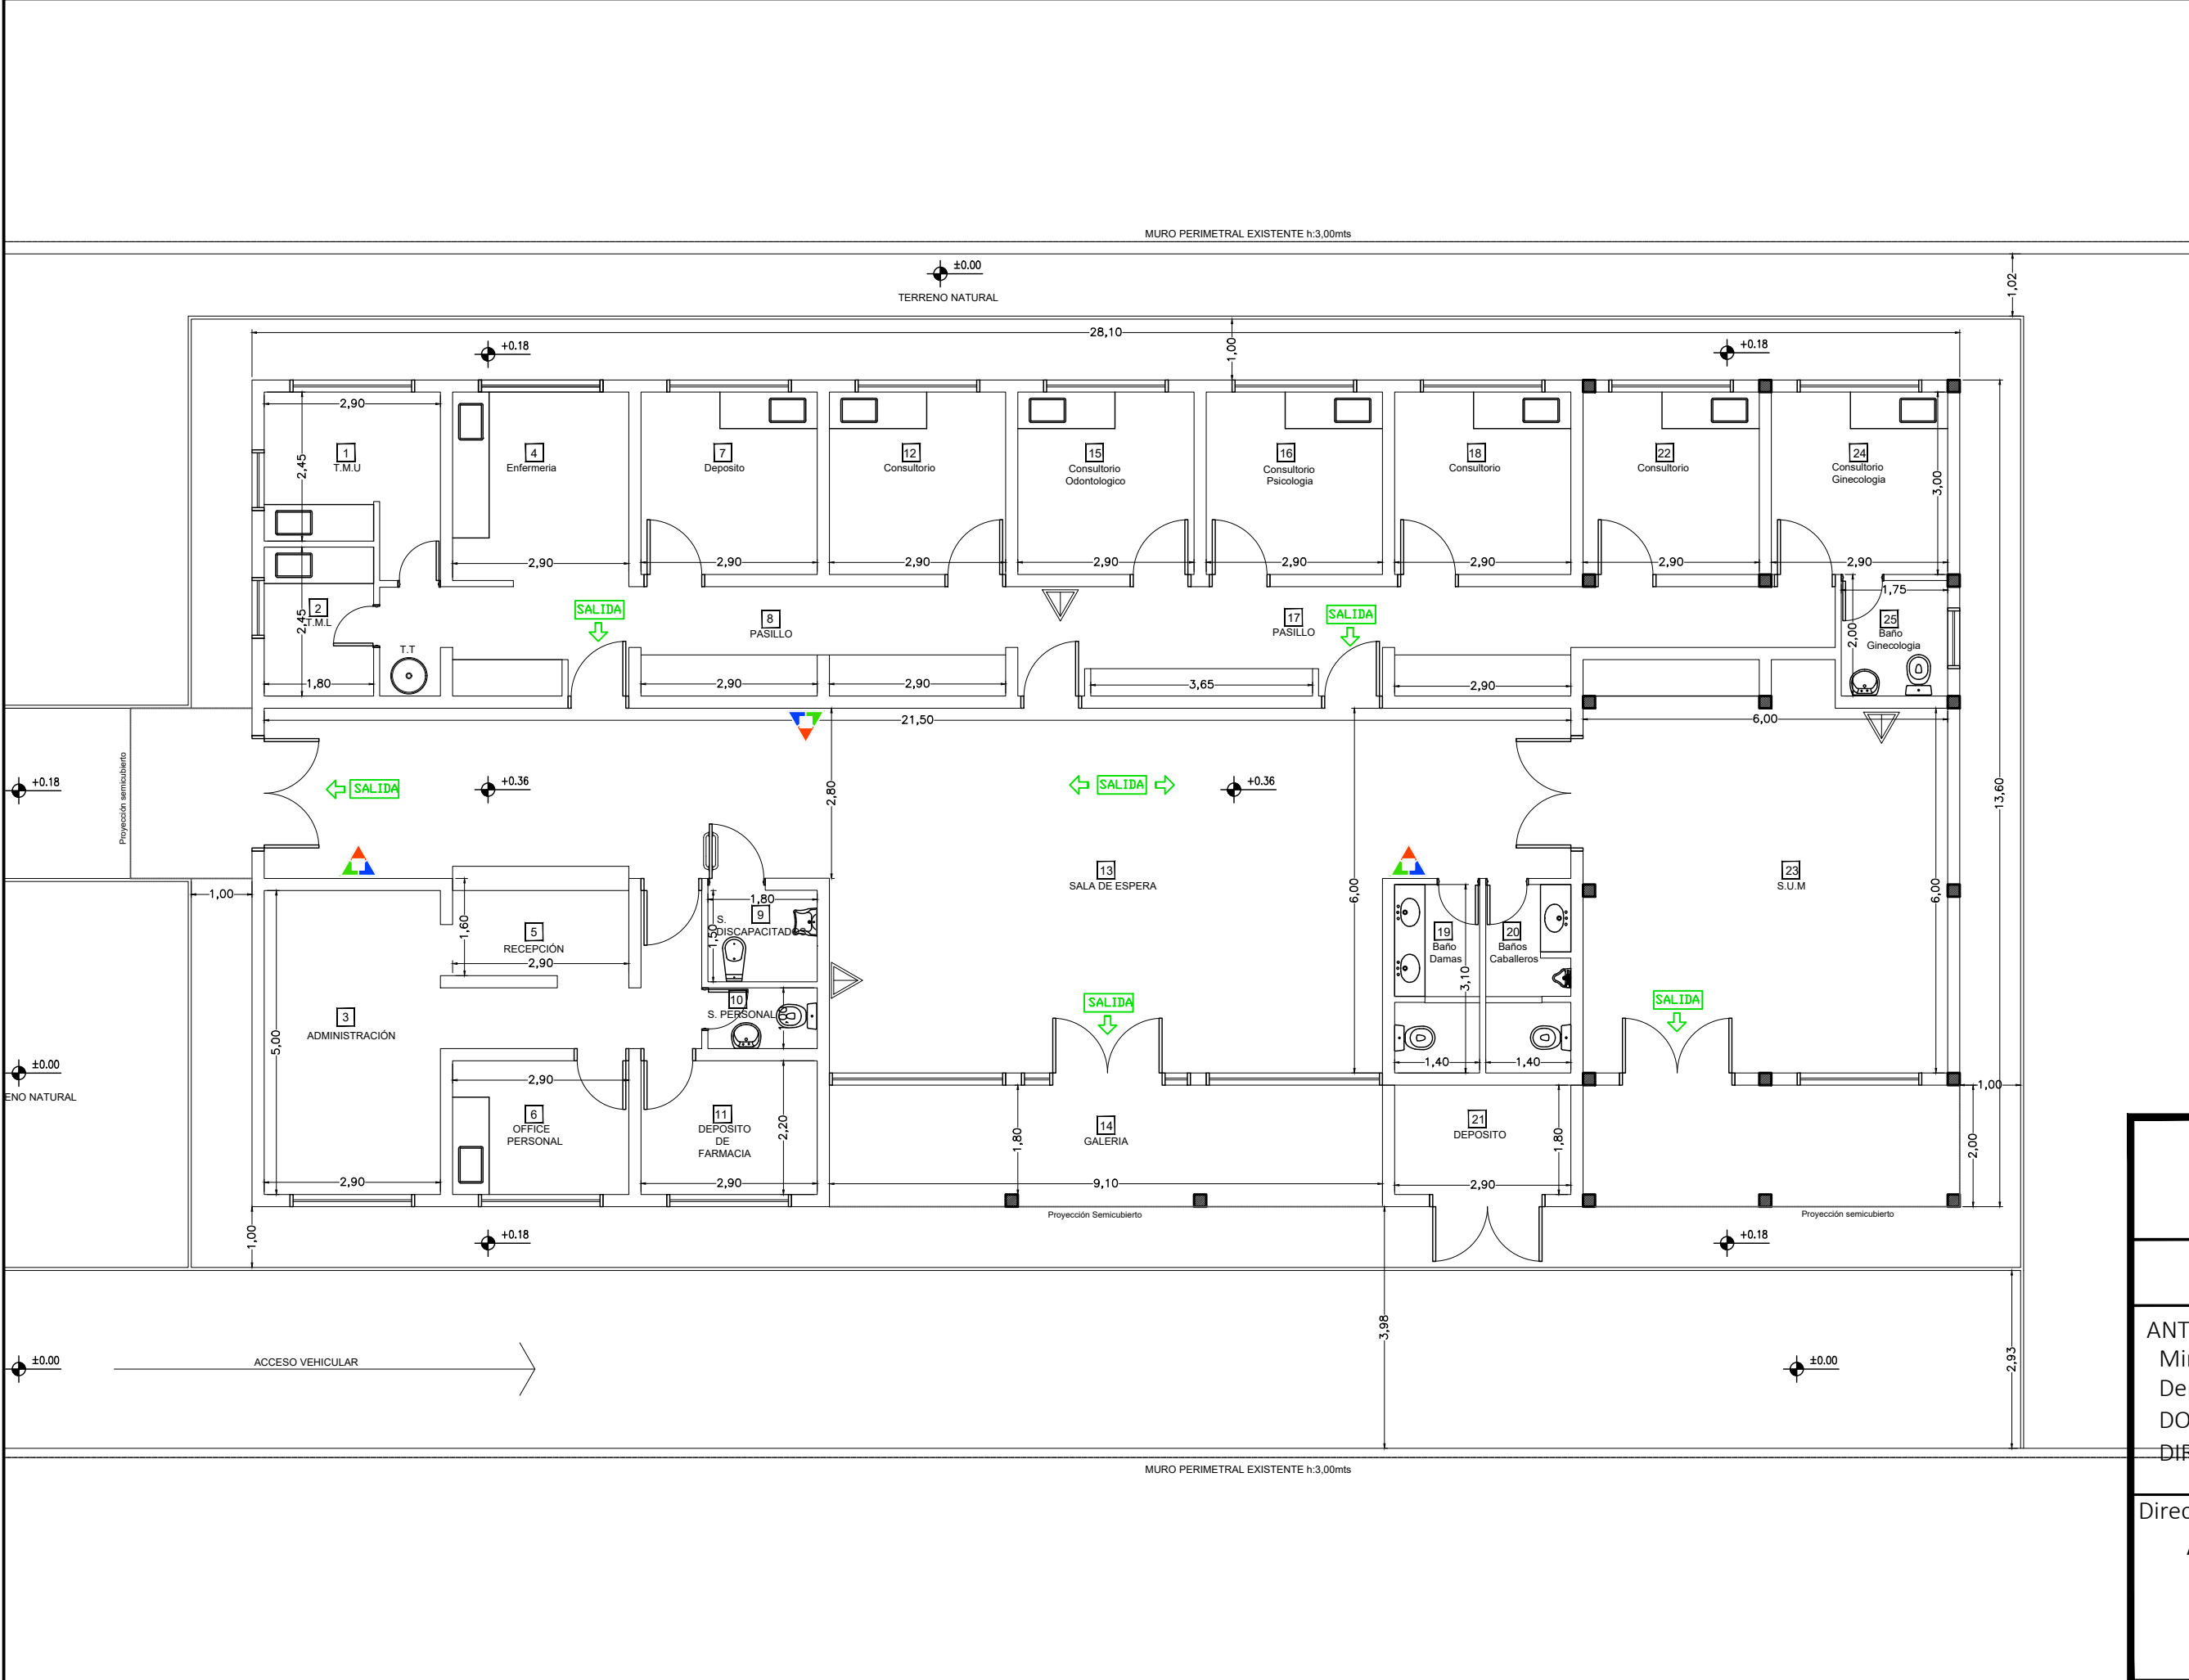 MURO PERIMETRAL EXISTENTE h:3,00mts
±0.00
TERRENO NATURAL
1,02
28,10
1,00
+0.18
+0.18
2,90
2,45
1
T.M.U
4
Enfermeria
7
Deposito
12
Consultorio
15
Consultorio
Odontologico
16
Consultorio
Psicologia
18
Consultorio
22
Consultorio
24
Consultorio
Ginecologia
3,00
2,90
2,90
2,90
2,90
2,90
2,90
2,90
2,90
2
T.M.L
2,45
1,80
T.T
SALIDA
8
PASILLO
17
PASILLO
SALIDA
1,75
25
Baño
Ginecologia
2,00
2,90
2,90
3,65
2,90
21,50
6,00
Proyección semicubierto
+0.18
SALIDA
+0.36
2,80
SALIDA
+0.36
13,60
13
SALA DE ESPERA
6,00
23
S.U.M
6,00
1,00
1,60
5
RECEPCIÓN
2,90
1,80
9
S.
DISCAPACITADOS
1,50
10
S. PERSONAL
19
Baño
Damas
20
Baños
Caballeros
3,10
3
ADMINISTRACIÓN
5,00
SALIDA
SALIDA
1,40
1,40
±0.00
ENO NATURAL
2,90
6
OFFICE
PERSONAL
11
DEPOSITO
DE
FARMACIA
2,20
1,80
14
GALERIA
21
DEPOSITO
1,80
1,00
2,00
2,90
2,90
9,10
2,90
Proyección Semicubierto
Proyección semicubierto
1,00
+0.18
+0.18
3,98
±0.00
ACCESO VEHICULAR
±0.00
2,93
MURO PERIMETRAL EXISTENTE h:3,00mts
ANT
Mi
De
DO
DIR
Direc